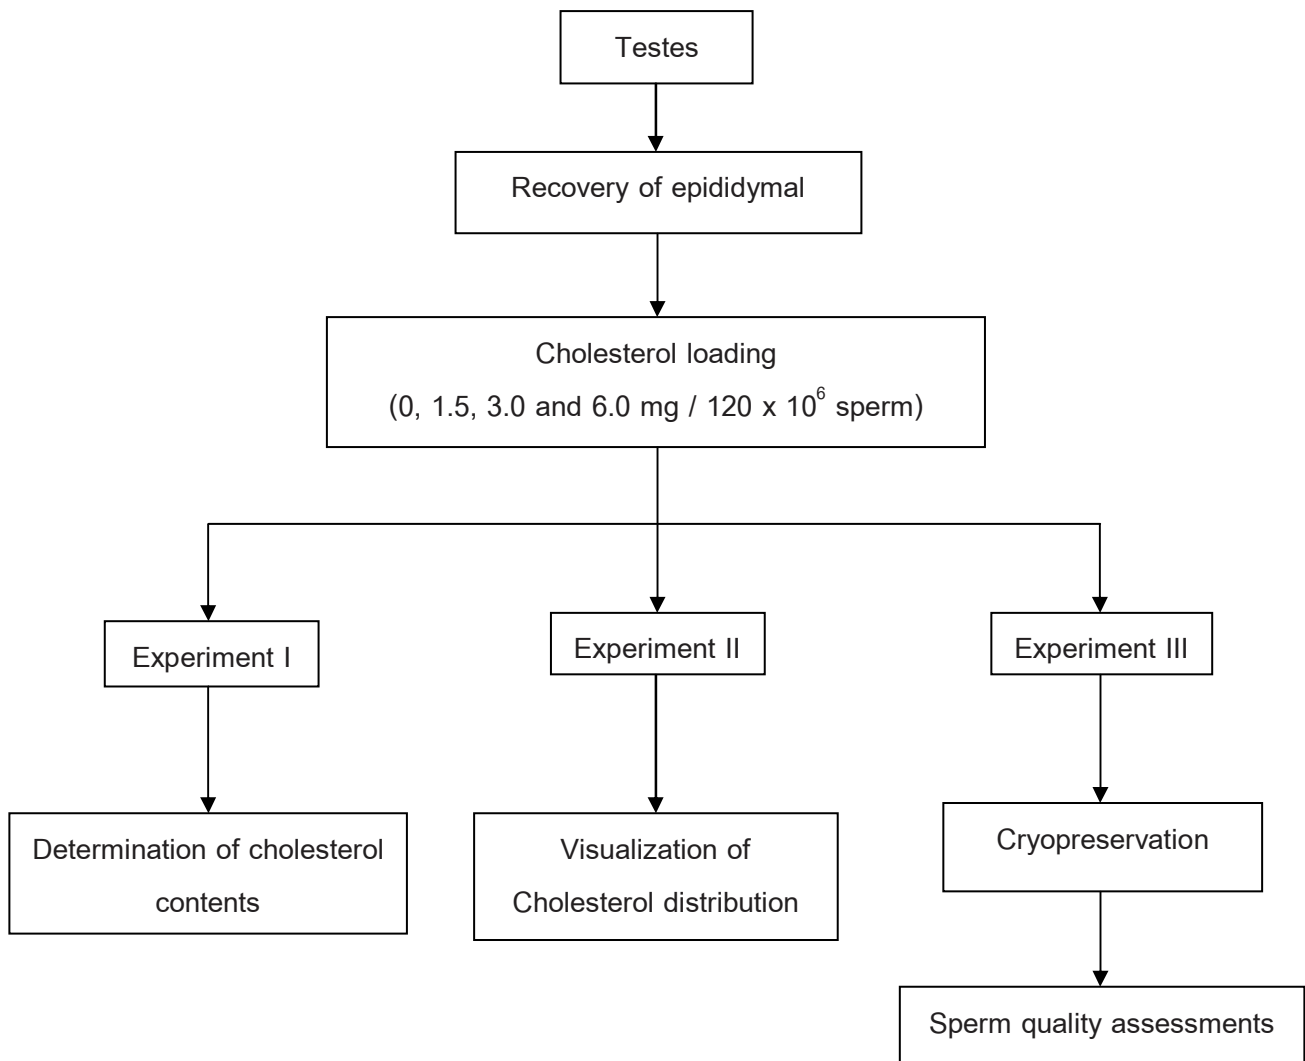 Testes
Recovery of epididymal
Cholesterol loading
(0, 1.5, 3.0 and 6.0 mg / 120 x 10⁶ sperm)
Experiment I
Experiment II
Experiment III
Determination of cholesterol
contents
Visualization of
Cholesterol distribution
Cryopreservation
Sperm quality assessments